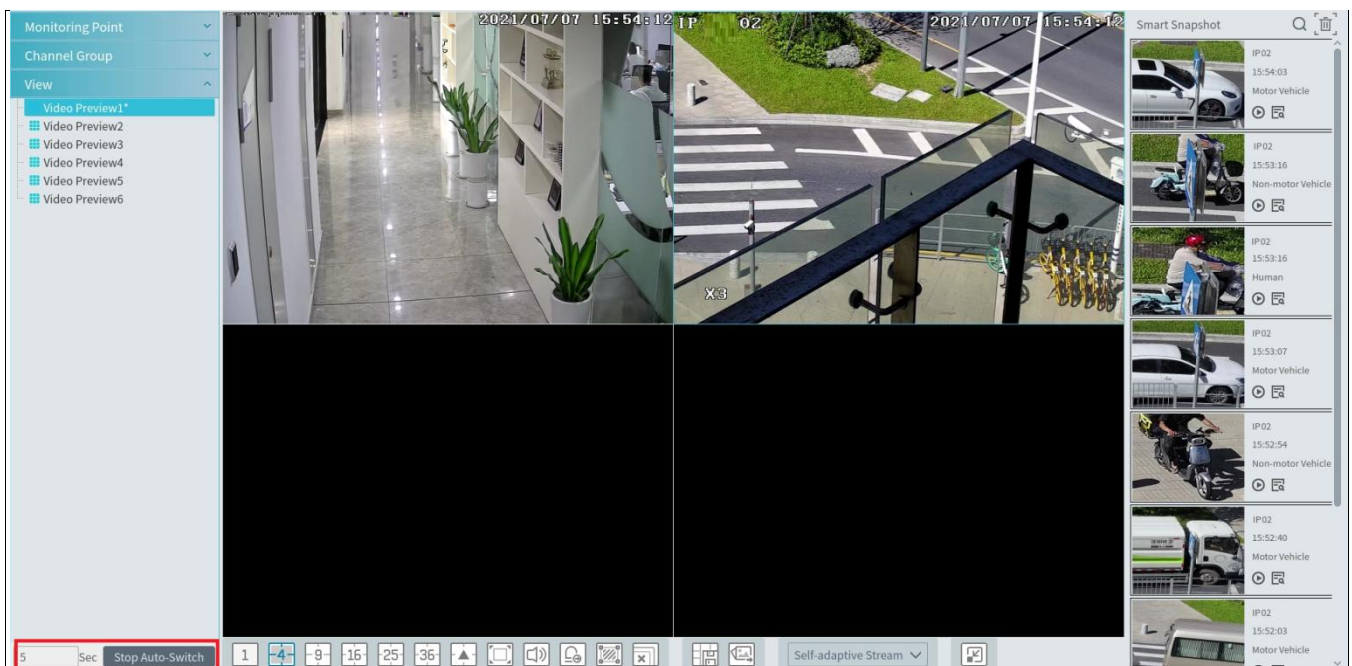 Monitoring Point
Channel Group
View
Video Preview1*
Video Preview2
Video Preview3
Video Preview4
Video Preview5
Video Preview6
5 Sec Stop Auto-Switch
2021/07/07 15:54:12
IP 02 2021/07/07 15:54:12
X3
1 4 9 16 25 36 Self-adaptive Stream
Smart Snapshot
IP02
15:54:03
Motor Vehicle
IP02
15:53:16
Non-motor Vehicle
IP02
15:53:16
Human
IP02
15:53:07
Motor Vehicle
IP02
15:52:54
Non-motor Vehicle
IP02
15:52:40
Motor Vehicle
IP02
15:52:03
Motor Vehicle